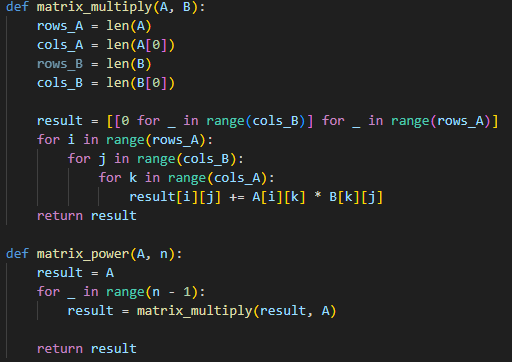 def matrix_multiply(A, B):
    rows_A = len(A)
    cols_A = len(A[0])
    rows_B = len(B)
    cols_B = len(B[0])

    result = [[0 for _ in range(cols_B)] for _ in range(rows_A)]
    for i in range(rows_A):
        for j in range(cols_B):
            for k in range(cols_A):
                result[i][j] += A[i][k] * B[k][j]
    return result

def matrix_power(A, n):
    result = A
    for _ in range(n - 1):
        result = matrix_multiply(result, A)

    return result